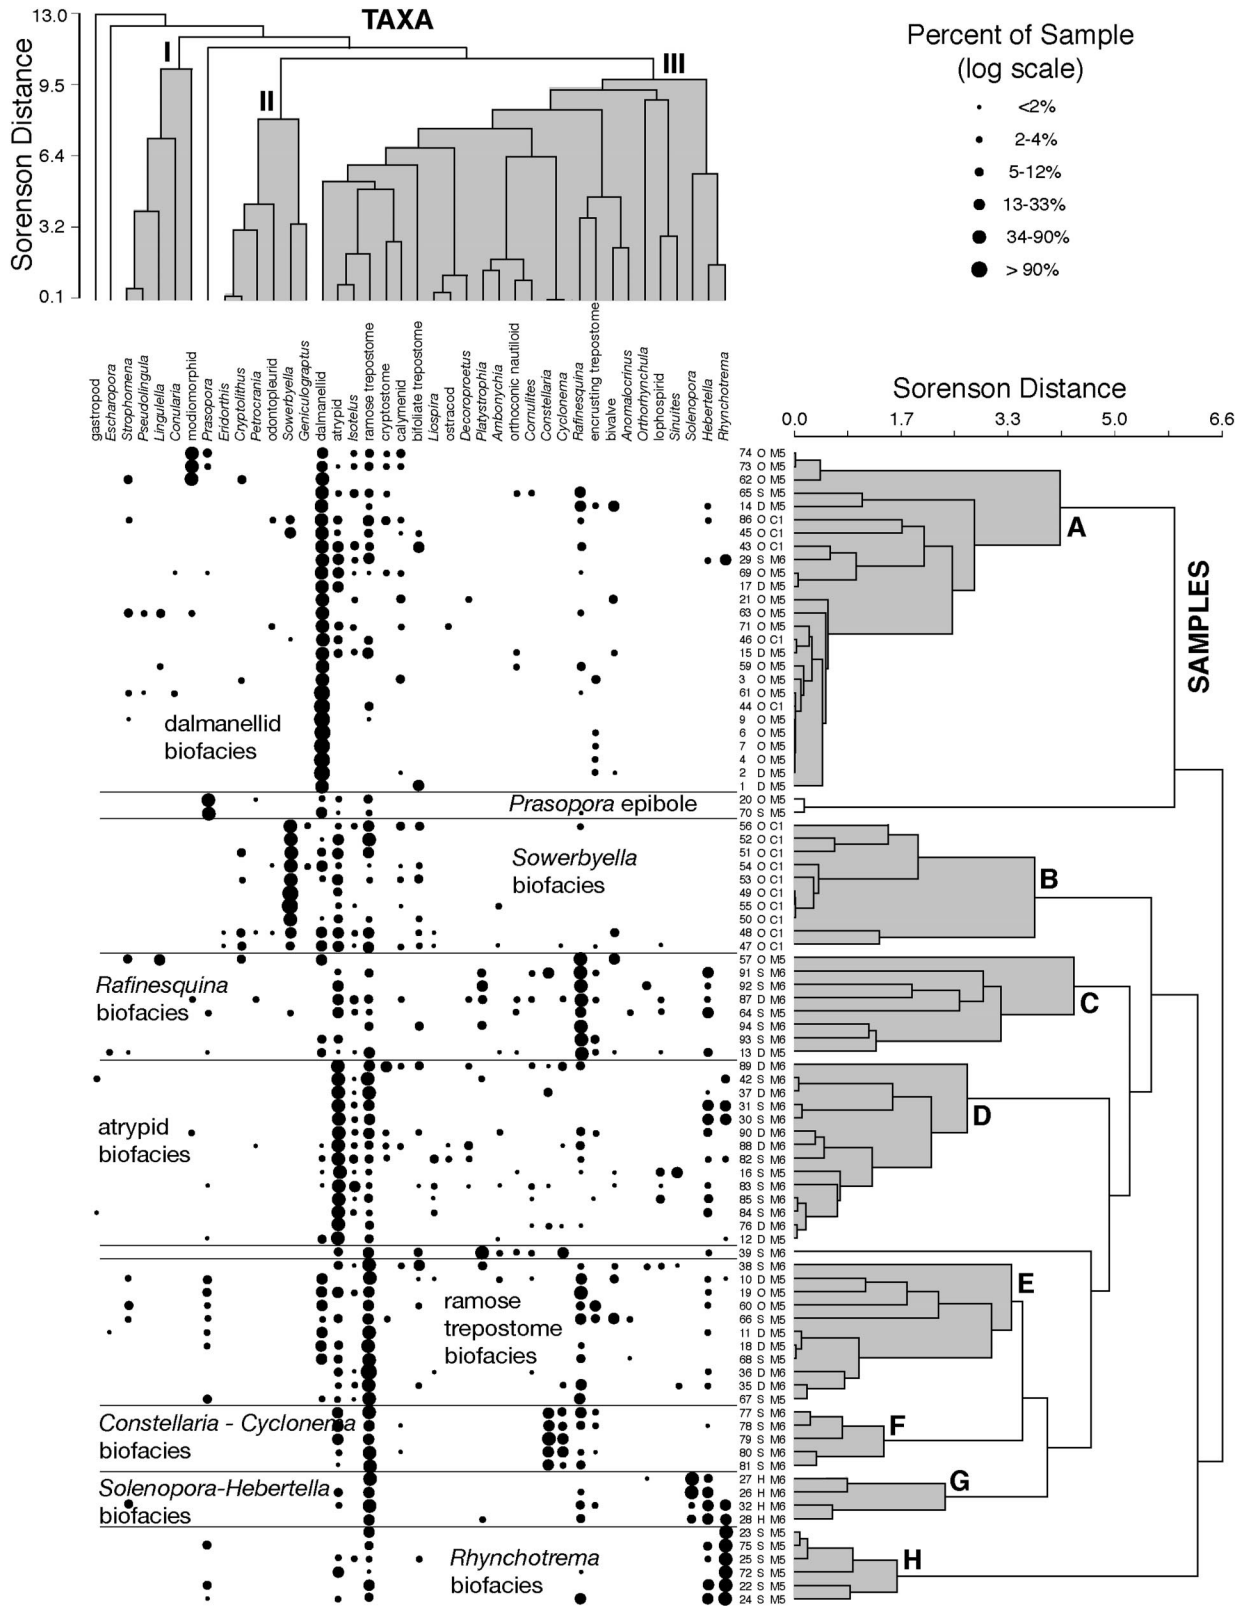 TAXA
Sorenson Distance
13.0
9.5
6.4
3.2
0.1
I
II
III
Percent of Sample
(log scale)
<2%
2-4%
5-12%
13-33%
34-90%
> 90%
gastropod
Escharopora
Strophomena
Pseudolingula
Lingulella
Conularia
modiomorphid
Prasopora
Eridorthis
Cryptolithus
Petrocrania
odontopleurid
Sowerbyella
Geniculograptus
dalmanellid
atrypid
Isotelus
ramose trepostome
cryptostome
calymenid
bifoliate trepostome
Liospira
ostracod
Decoroproetus
Platystrophia
Ambonychia
orthoconic nautiloid
Cornulites
Constellaria
Cyclonema
Rafinesquina
encrusting trepostome
bivalve
Anomalocrinus
Orthorhynchula
lophospirid
Sinuites
Solenopora
Hebertella
Rhynchotrema
Sorenson Distance
0.0 1.7 3.3 5.0 6.6
74 O M5
73 O M5
62 O M5
65 S M5
14 D M5
86 O C1
45 O C1
43 O C1
29 S M6
69 O M5
17 D M5
21 O M5
63 O M5
71 O M5
46 O C1
15 D M5
59 O M5
3 O M5
61 O M5
44 O C1
9 O M5
6 O M5
7 O M5
4 O M5
2 D M5
1 D M5
20 O M5
70 S M5
56 O C1
52 O C1
51 O C1
54 O C1
53 O C1
49 O C1
55 O C1
50 O C1
48 O C1
47 O C1
57 O M5
91 S M6
92 S M6
87 D M6
64 S M5
94 S M6
93 S M6
13 D M5
89 D M6
42 S M6
37 D M6
31 S M6
30 S M6
90 D M6
88 D M6
82 S M6
16 S M5
83 S M6
85 S M6
84 S M6
76 D M6
12 D M5
39 S M6
38 S M6
10 D M5
19 O M5
60 O M5
66 S M5
11 D M5
18 D M5
68 S M5
36 D M6
35 D M6
67 S M5
77 S M6
78 S M6
79 S M6
80 S M6
81 S M6
27 H M6
26 H M6
32 H M6
28 H M6
23 S M5
75 S M5
25 S M5
72 S M5
22 S M5
24 S M5
A
B
C
D
E
F
G
H
SAMPLES
dalmanellid
biofacies
Prasopora epibole
Sowerbyella
biofacies
Rafinesquina
biofacies
atrypid
biofacies
ramose
trepostome
biofacies
Constellaria - Cyclonema
biofacies
Solenopora-Hebertella
biofacies
Rhynchotrema
biofacies